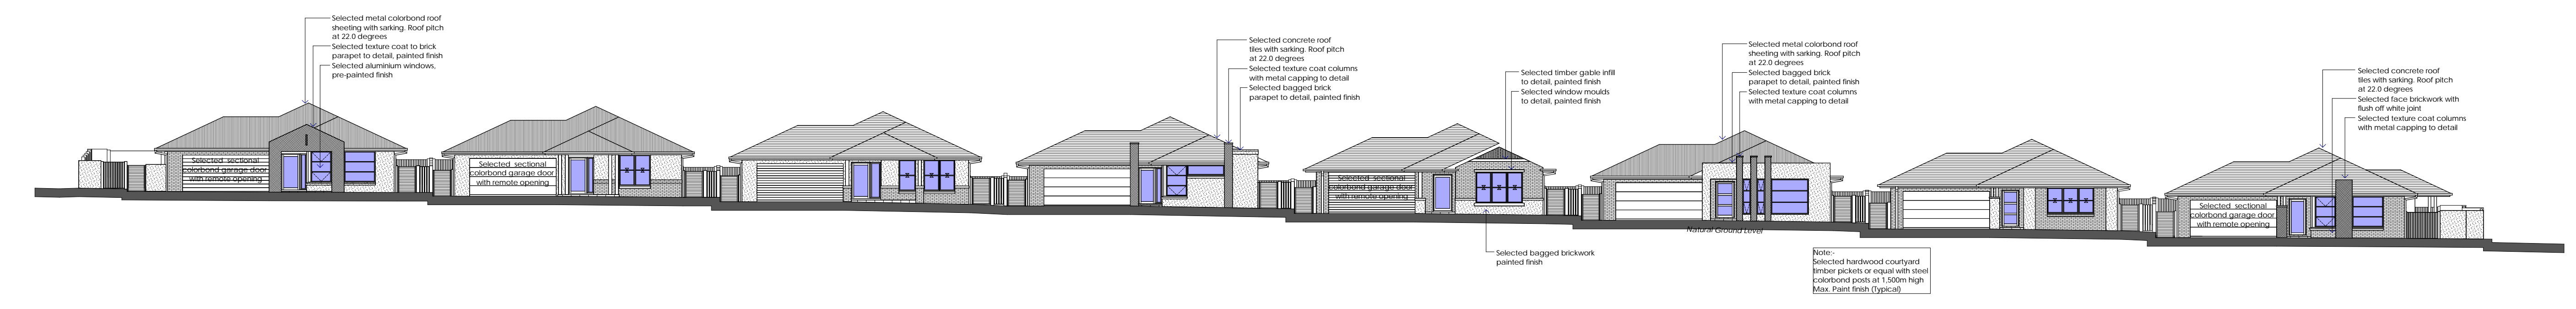 Selected metal colorbond roof
sheeting with sarking. Roof pitch
at 22.0 degrees
Selected texture coat to brick
parapet to detail, painted finish
Selected aluminium windows,
pre-painted finish
Selected sectional
colorbond garage door
with remote opening
Selected sectional
colorbond garage door
with remote opening
Selected concrete roof
tiles with sarking. Roof pitch
at 22.0 degrees
Selected texture coat columns
with metal capping to detail
Selected bagged brick
parapet to detail, painted finish
Selected timber gable infill
to detail, painted finish
Selected window moulds
to detail, painted finish
Selected sectional
colorbond garage door
with remote opening
Selected bagged brickwork
painted finish
Selected metal colorbond roof
sheeting with sarking. Roof pitch
at 22.0 degrees
Selected bagged brick
parapet to detail, painted finish
Selected texture coat columns
with metal capping to detail
Natural Ground Level
Note:-
Selected hardwood courtyard
timber pickets or equal with steel
colorbond posts at 1,500m high
Max. Paint finish (Typical)
Selected concrete roof
tiles with sarking. Roof pitch
at 22.0 degrees
Selected face brickwork with
flush off white joint
Selected texture coat columns
with metal capping to detail
Selected sectional
colorbond garage door
with remote opening